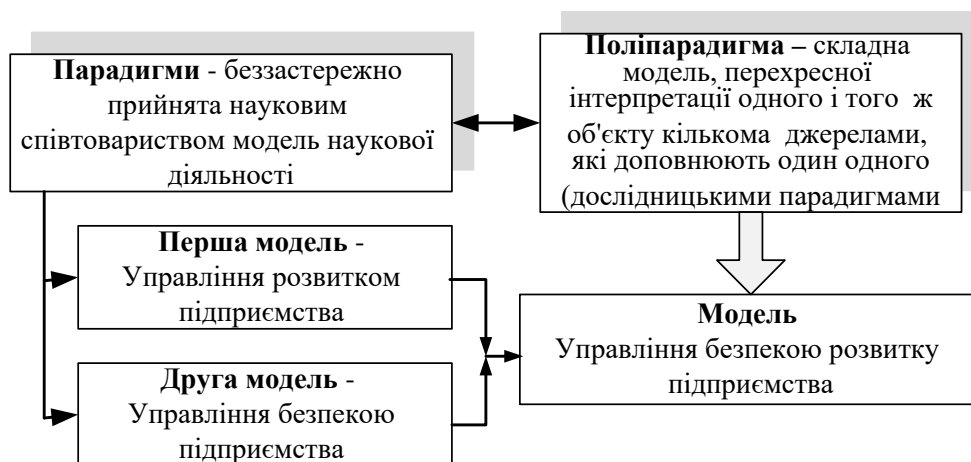 Парадигми - беззастережно
прийнята науковим
співтовариством модель наукової
діяльності
Поліпарадигма – складна
модель, перехресної
інтерпретації одного і того ж
об'єкту кількома джерелами,
які доповнюють один одного
(дослідницькими парадигмами
Перша модель -
Управління розвитком
підприємства
Друга модель -
Управління безпекою
підприємства
Модель
Управління безпекою розвитку
підприємства